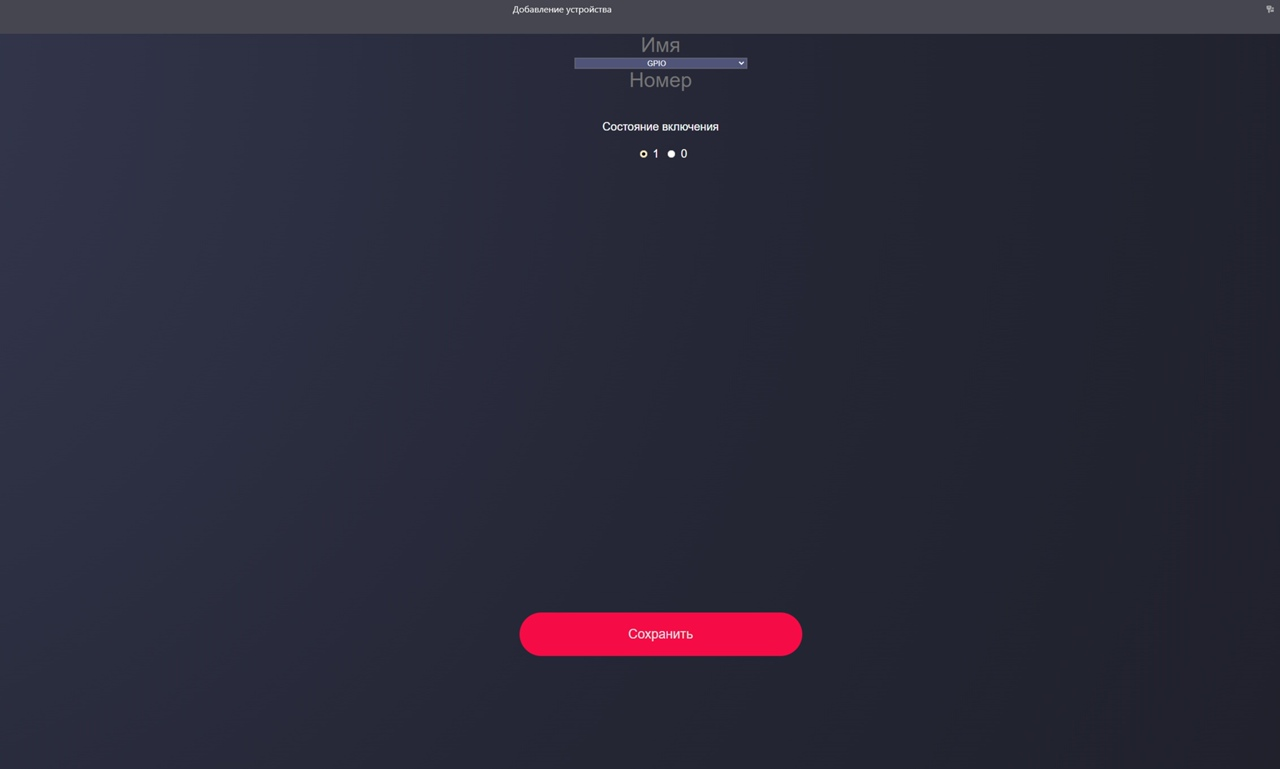 Добавление устройства
Имя
GPIO
Номер
Состояние включения
1 0
Сохранить